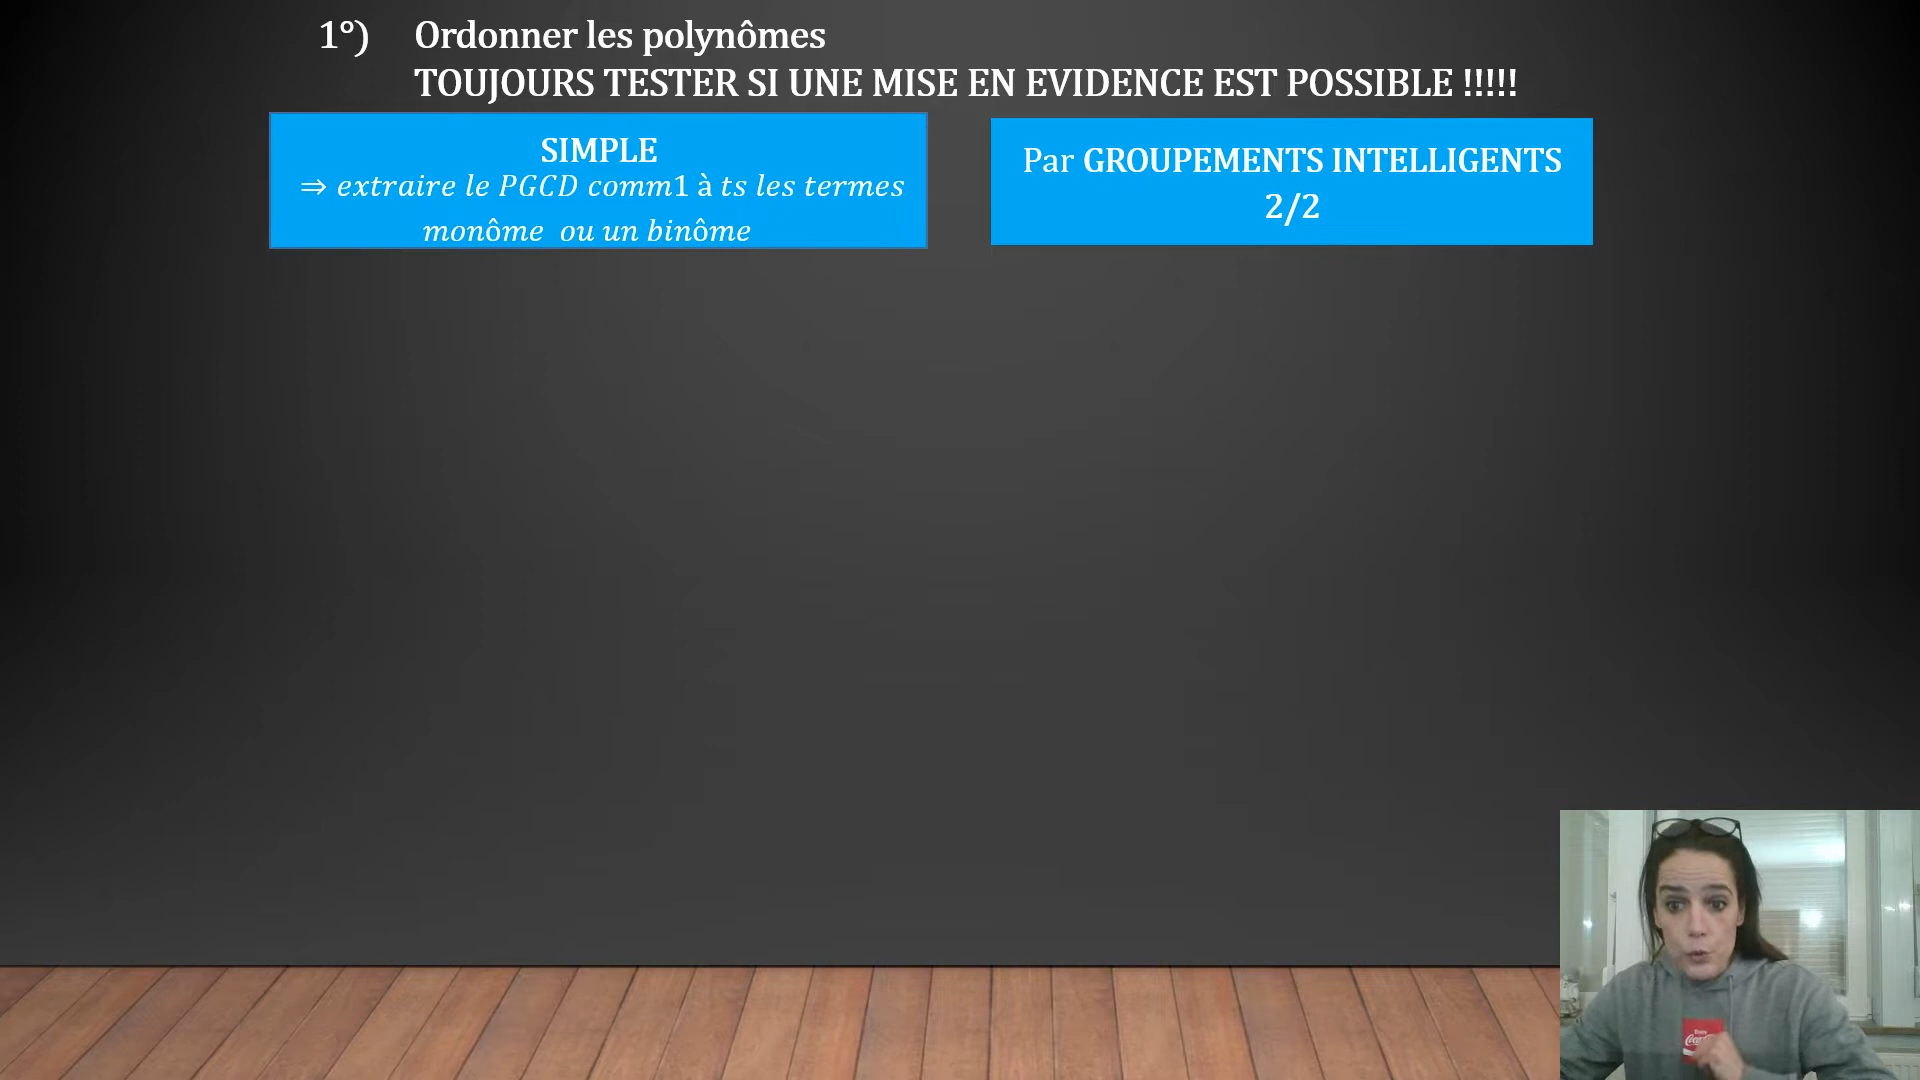 1°) Ordonner les polynômes
TOUJOURS TESTER SI UNE MISE EN EVIDENCE EST POSSIBLE !!!!!
SIMPLE
⇒ extraire le PGCD comm1 à ts les termes
monôme ou un binôme
Par GROUPEMENTS INTELLIGENTS
2/2